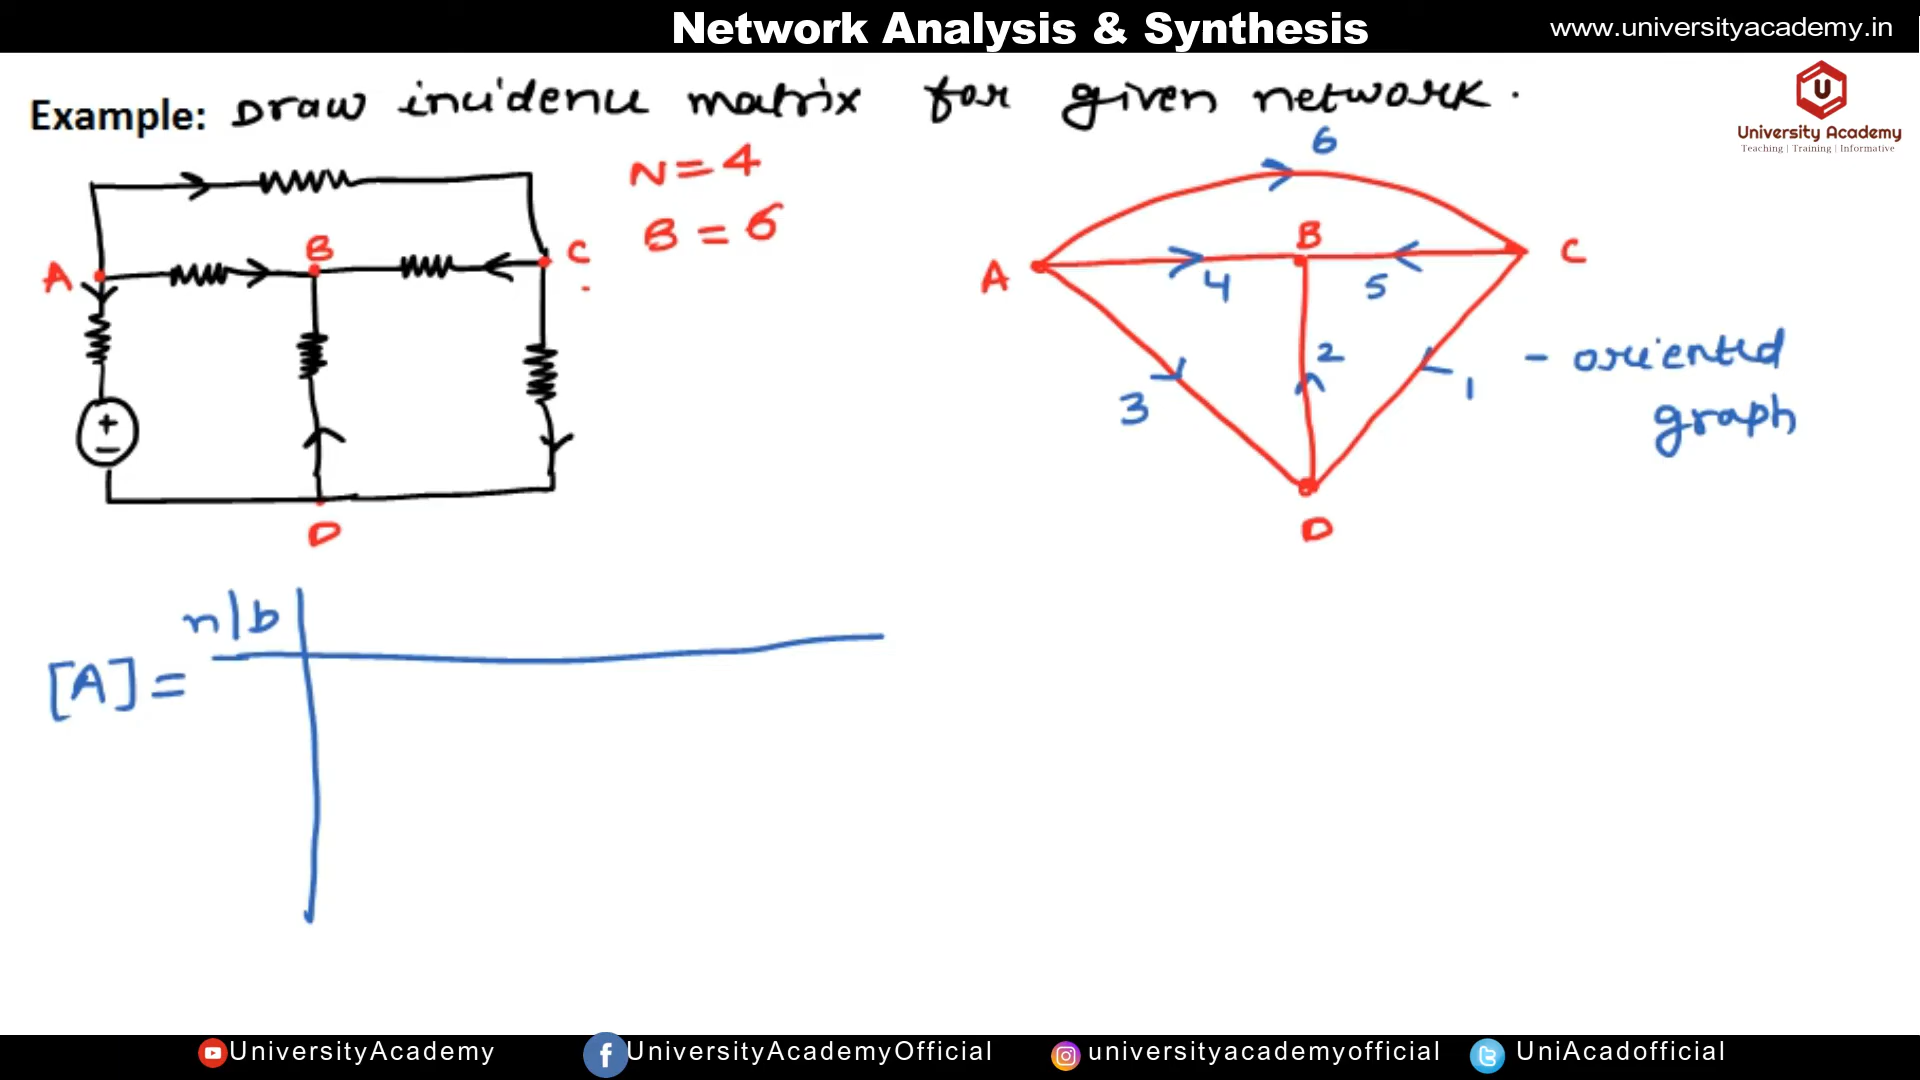 Network Analysis & Synthesis
www.universityacademy.in
Example: Draw incidence matrix for given network.
U
University Academy
Teaching | Training | Informative
N = 4
B = 6
A
B
C
D
+
−
6
A
B
C
4
5
3
2
1
- oriented
graph
D
n|b
[A] =
UniversityAcademy
UniversityAcademyOfficial
universityacademyofficial
UniAcadofficial